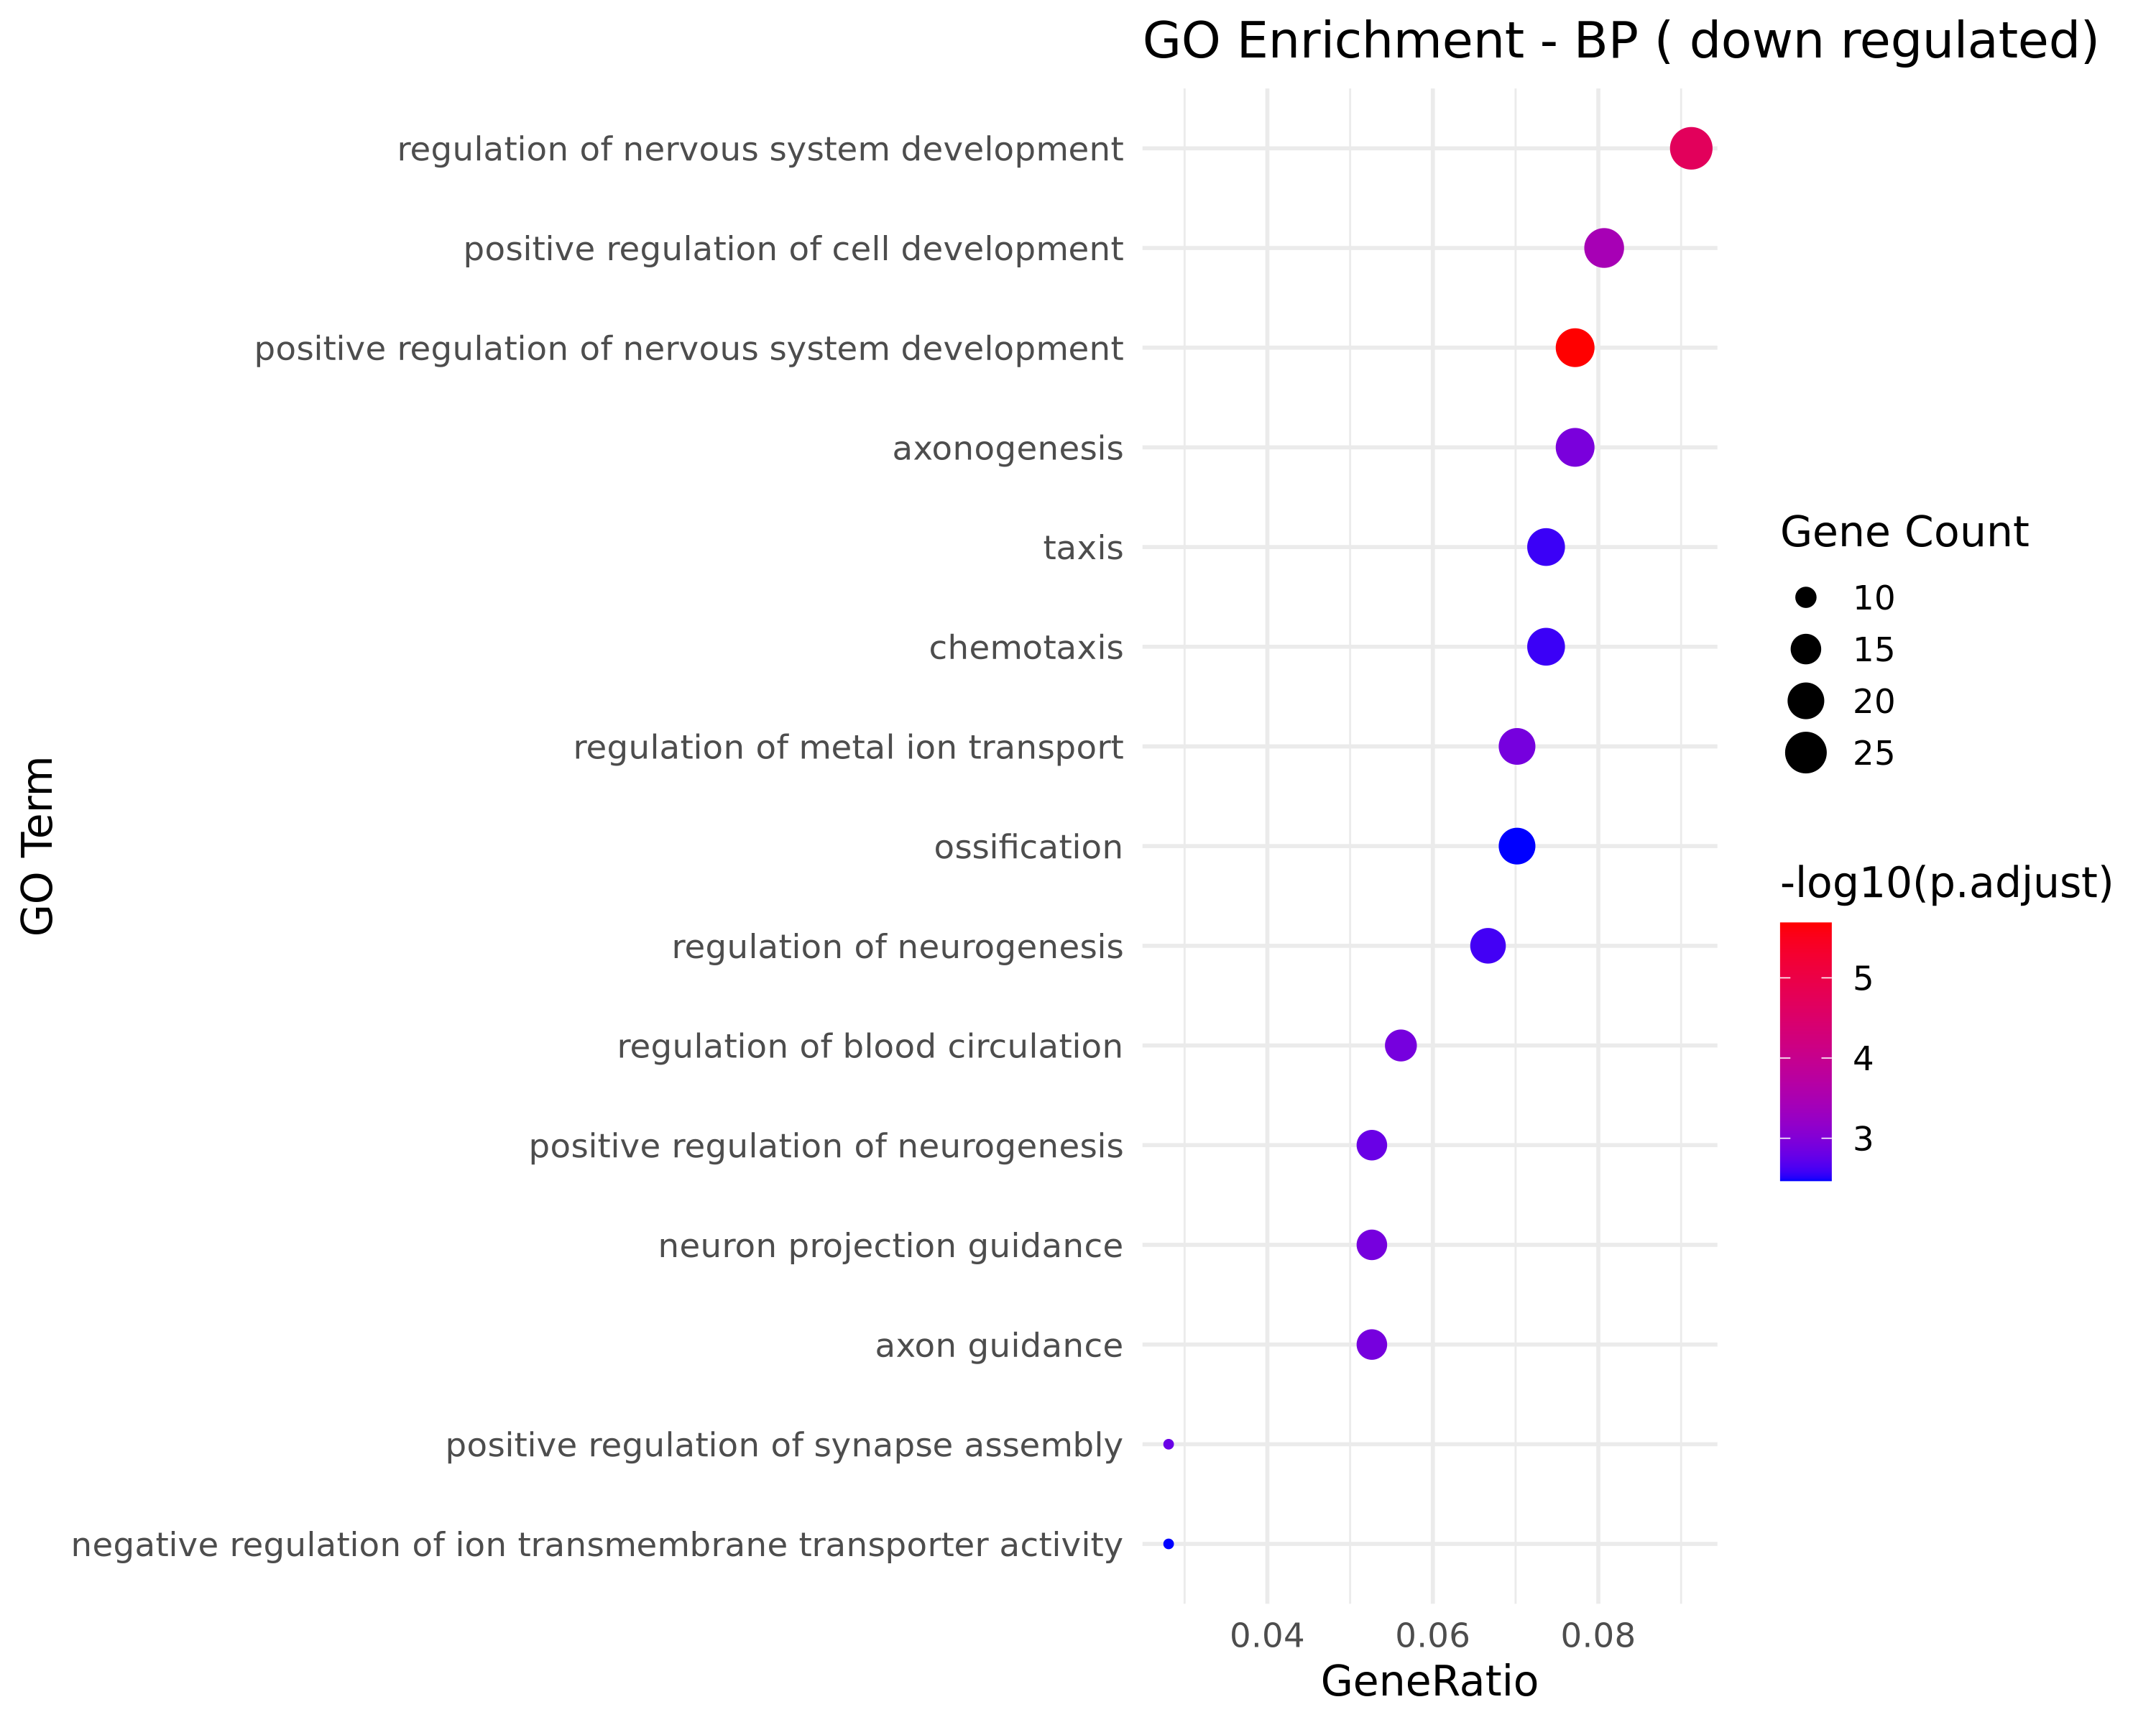 GO Enrichment - BP ( down regulated)
regulation of nervous system development
positive regulation of cell development
positive regulation of nervous system development
axonogenesis
taxis
chemotaxis
regulation of metal ion transport
ossification
regulation of neurogenesis
regulation of blood circulation
positive regulation of neurogenesis
neuron projection guidance
axon guidance
positive regulation of synapse assembly
negative regulation of ion transmembrane transporter activity
GO Term
0.04 0.06 0.08
GeneRatio
Gene Count
10
15
20
25
-log10(p.adjust)
5
4
3